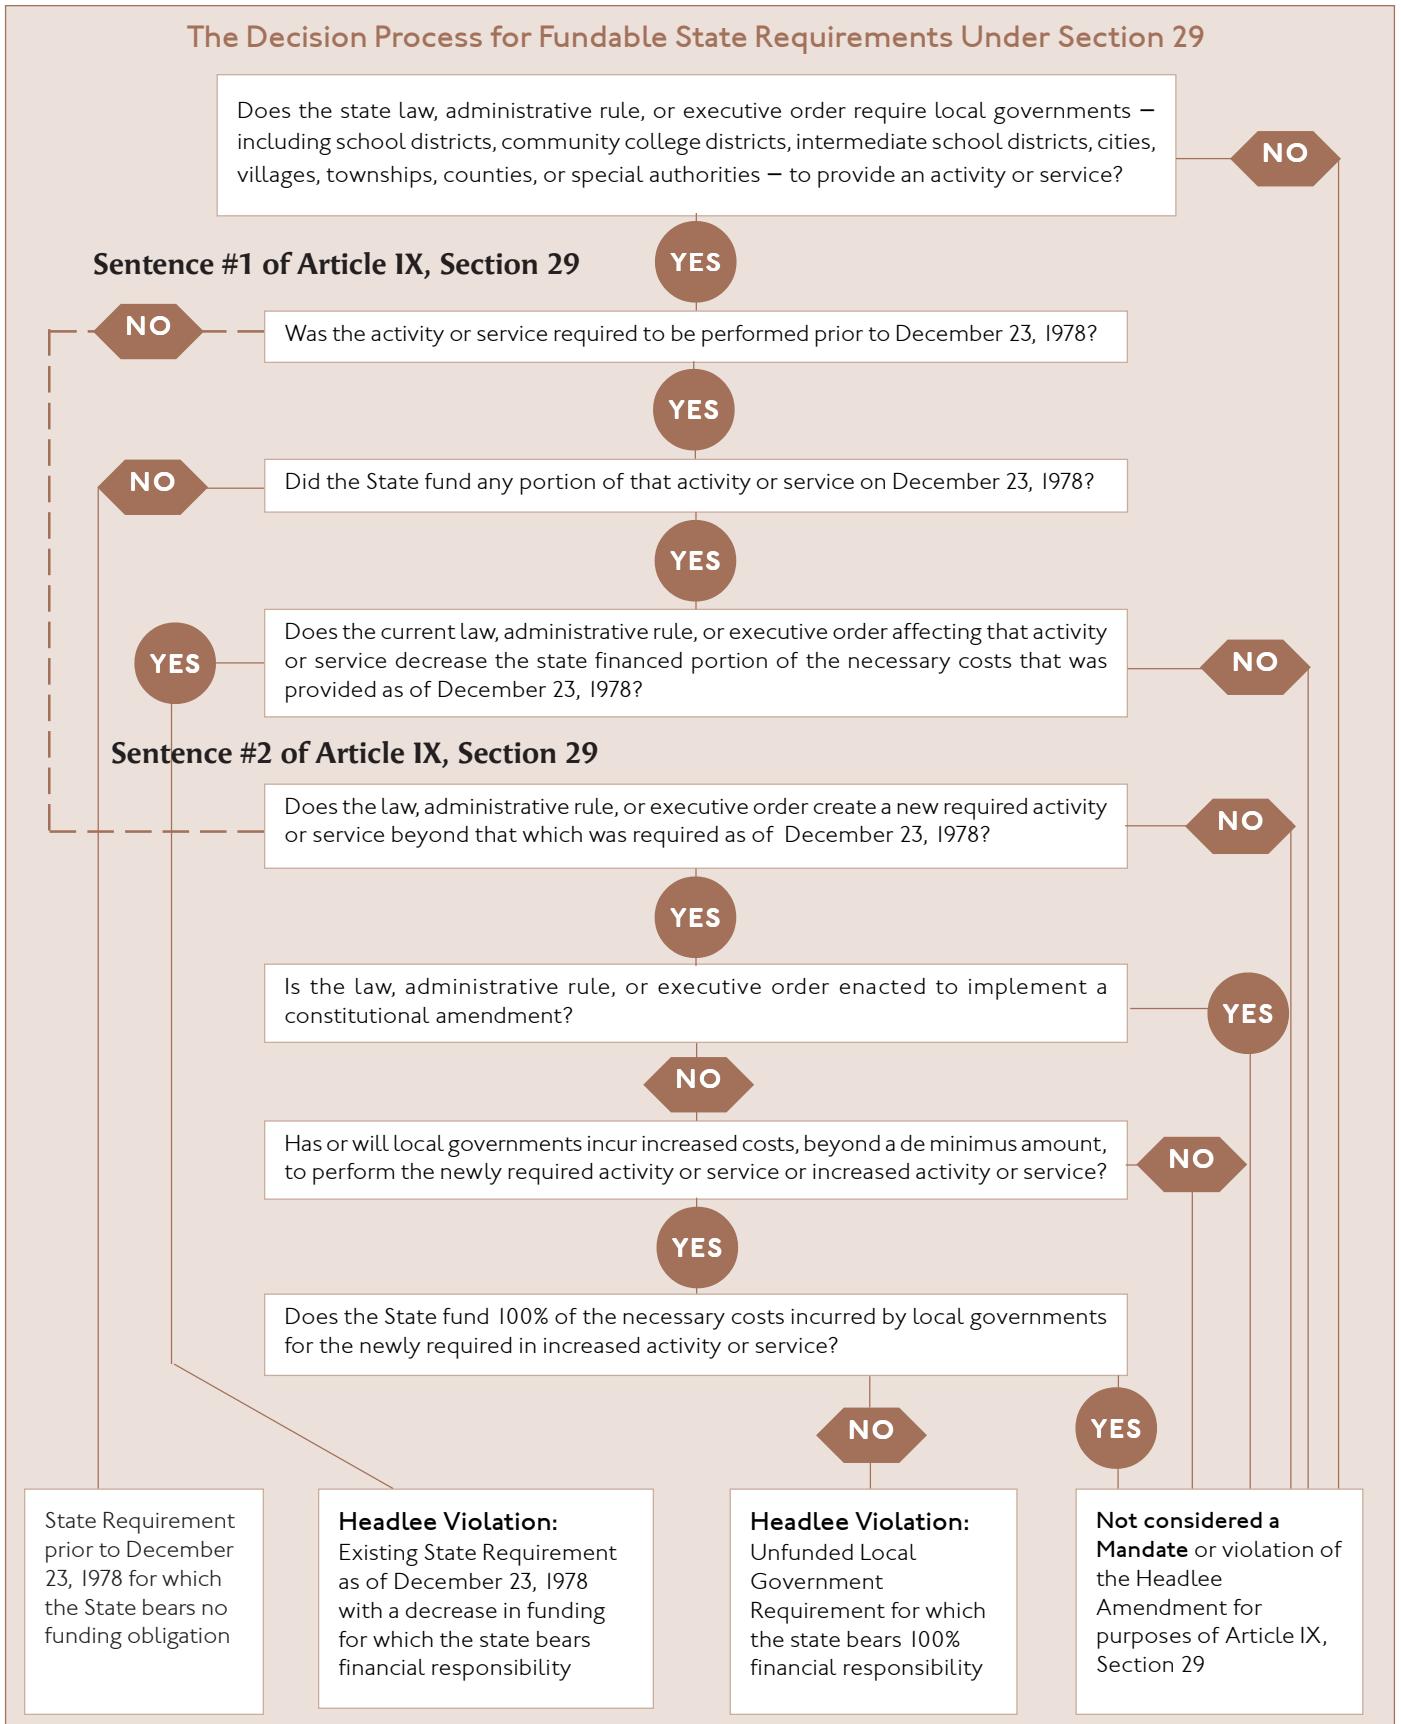 The Decision Process for Fundable State Requirements Under Section 29
Does the state law, administrative rule, or executive order require local governments –
including school districts, community college districts, intermediate school districts, cities,
villages, townships, counties, or special authorities – to provide an activity or service?
NO
YES
Sentence #1 of Article IX, Section 29
NO
Was the activity or service required to be performed prior to December 23, 1978?
YES
NO
Did the State fund any portion of that activity or service on December 23, 1978?
YES
Does the current law, administrative rule, or executive order affecting that activity
or service decrease the state financed portion of the necessary costs that was
provided as of December 23, 1978?
YES
NO
Sentence #2 of Article IX, Section 29
Does the law, administrative rule, or executive order create a new required activity
or service beyond that which was required as of December 23, 1978?
NO
YES
Is the law, administrative rule, or executive order enacted to implement a
constitutional amendment?
YES
NO
Has or will local governments incur increased costs, beyond a de minimus amount,
to perform the newly required activity or service or increased activity or service?
NO
YES
Does the State fund 100% of the necessary costs incurred by local governments
for the newly required in increased activity or service?
NO
YES
State Requirement
prior to December
23, 1978 for which
the State bears no
funding obligation
Headlee Violation:
Existing State Requirement
as of December 23, 1978
with a decrease in funding
for which the state bears
financial responsibility
Headlee Violation:
Unfunded Local
Government
Requirement for which
the state bears 100%
financial responsibility
Not considered a
Mandate or violation of
the Headlee
Amendment for
purposes of Article IX,
Section 29